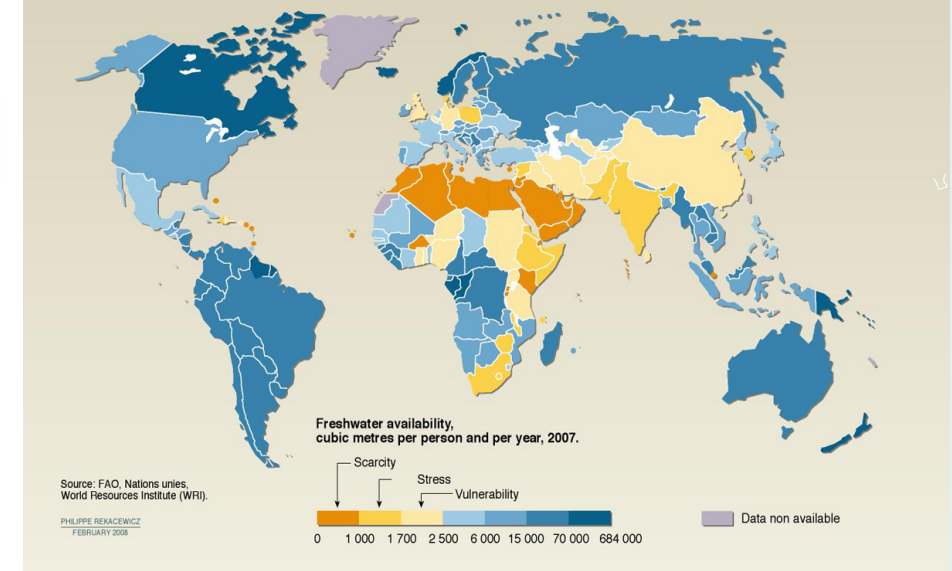 Freshwater availability,
cubic metres per person and per year, 2007.
Scarcity
Stress
Vulnerability
0 1 000 1 700 2 500 6 000 15 000 70 000 684 000
Data non available
Source: FAO, Nations unies,
World Resources Institute (WRI).
PHILIPPE REKACEWICZ
FEBRUARY 2008